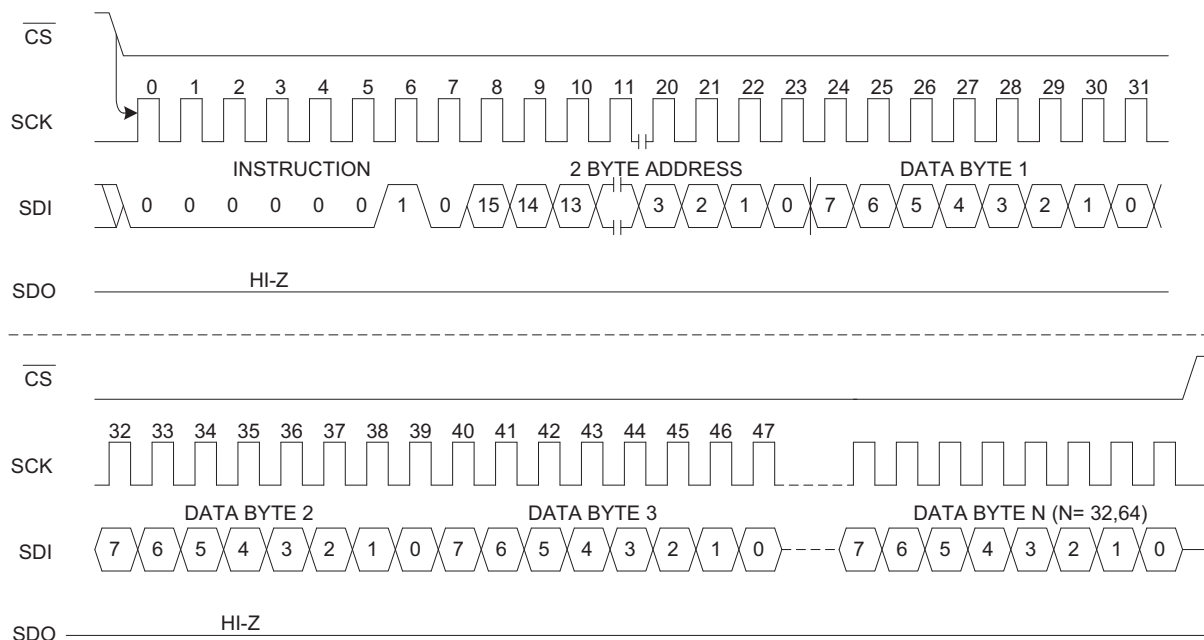 CS
0 1 2 3 4 5 6 7 8 9 10 11 20 21 22 23 24 25 26 27 28 29 30 31
SCK
INSTRUCTION 2 BYTE ADDRESS DATA BYTE 1
SDI 0 0 0 0 0 0 1 0 15 14 13 3 2 1 0 7 6 5 4 3 2 1 0
HI-Z
SDO
CS
32 33 34 35 36 37 38 39 40 41 42 43 44 45 46 47
SCK
DATA BYTE 2 DATA BYTE 3 DATA BYTE N (N= 32,64)
SDI 7 6 5 4 3 2 1 0 7 6 5 4 3 2 1 0 7 6 5 4 3 2 1 0
HI-Z
SDO